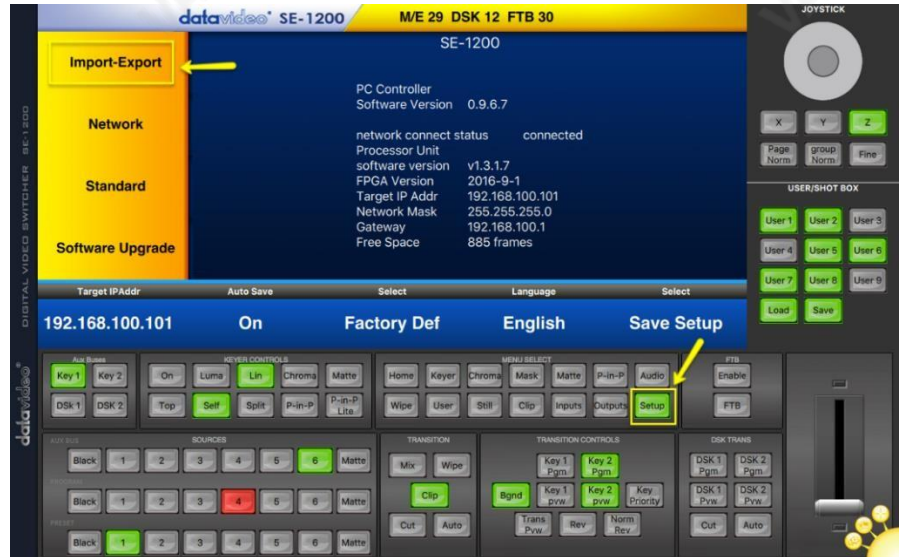 datavideo SE-1200 M/E 29 DSK 12 FTB 30
Import-Export
Network
Standard
Software Upgrade
SE-1200
PC Controller
Software Version 0.9.6.7
network connect status connected
Processor Unit
software version v1.3.1.7
FPGA Version 2016-9-1
Target IP Addr 192.168.100.101
Network Mask 255.255.255.0
Gateway 192.168.100.1
Free Space 885 frames
Target IPAddr Auto Save Select Language Select
192.168.100.101 On Factory Def English Save Setup
JOYSTICK
X Y Z
Page Norm group Norm Fine
USER/SHOT BOX
User 1 User 2 User 3
User 4 User 5 User 6
User 7 User 8 User 9
Load Save
DIGITAL VIDEO SWITCHER SE-1200
datavideo
Aux Buses KEYER CONTROLS MENU SELECT FTB
Key 1 Key 2 On Luma Lin Chroma Matte Home Keyer Chroma Mask Matte P-in-P Audio Enable
DSk 1 DSK 2 Top Self Split P-in-P P-in-P Lite Wipe User Still Clip Inputs Outputs Setup FTB
AUX BUS SOURCES TRANSITION TRANSITION CONTROLS DSK TRANS
Black 1 2 3 4 5 6 Matte Mix Wipe Key 1 Pgm Key 2 Pgm DSK 1 Pgm DSK 2 Pgm
PROGRAM
Black 1 2 3 4 5 6 Matte Clip Bgnd Key 1 pvw Key 2 pvw Key Priority DSK 1 Pvw DSK 2 Pvw
PRESET
Black 1 2 3 4 5 6 Matte Cut Auto Trans Pvw Rev Norm Rev Cut Auto